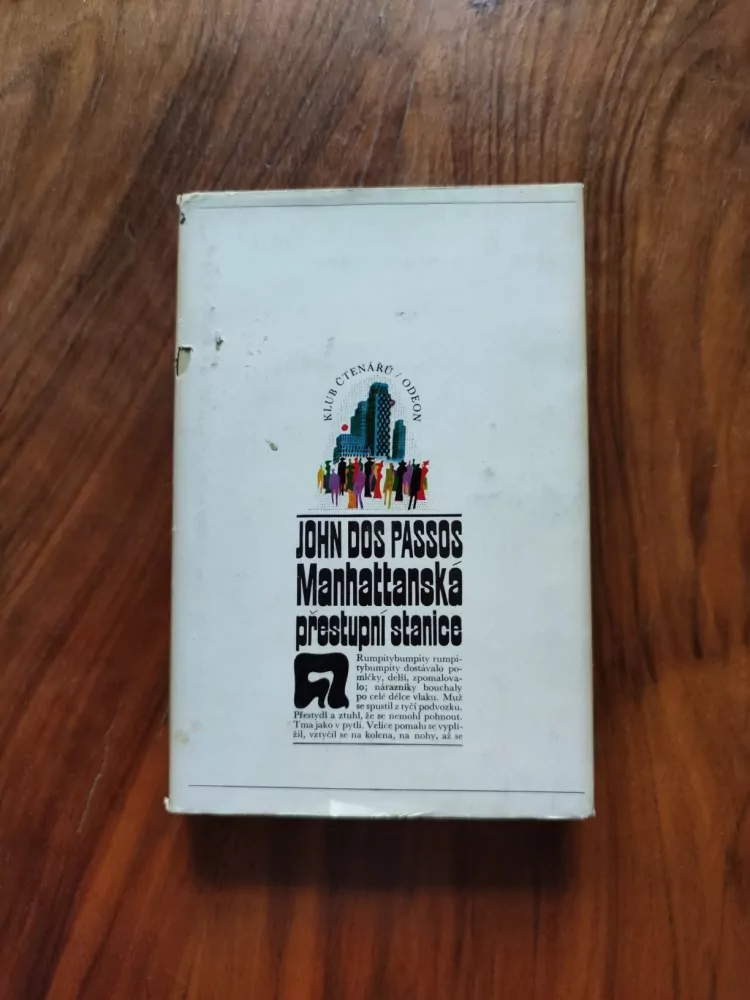 KLUB ČTENÁŘŮ / ODEON
JOHN DOS PASSOS
Manhattanská
přestupní stanice
Rumpitybumpity rumpi-
tybumpity dostávalo po-
mlčky, delší, zpomalova-
lo; nárazníky bouchaly
po celé délce vlaku. Muž
se spustil z tyčí podvozku.
Přestydl a ztuhl, že se nemohl pohnout.
Tma jako v pytli. Velice pomalu se vyplí-
žil, vztyčil se na kolena, na nohy, až se